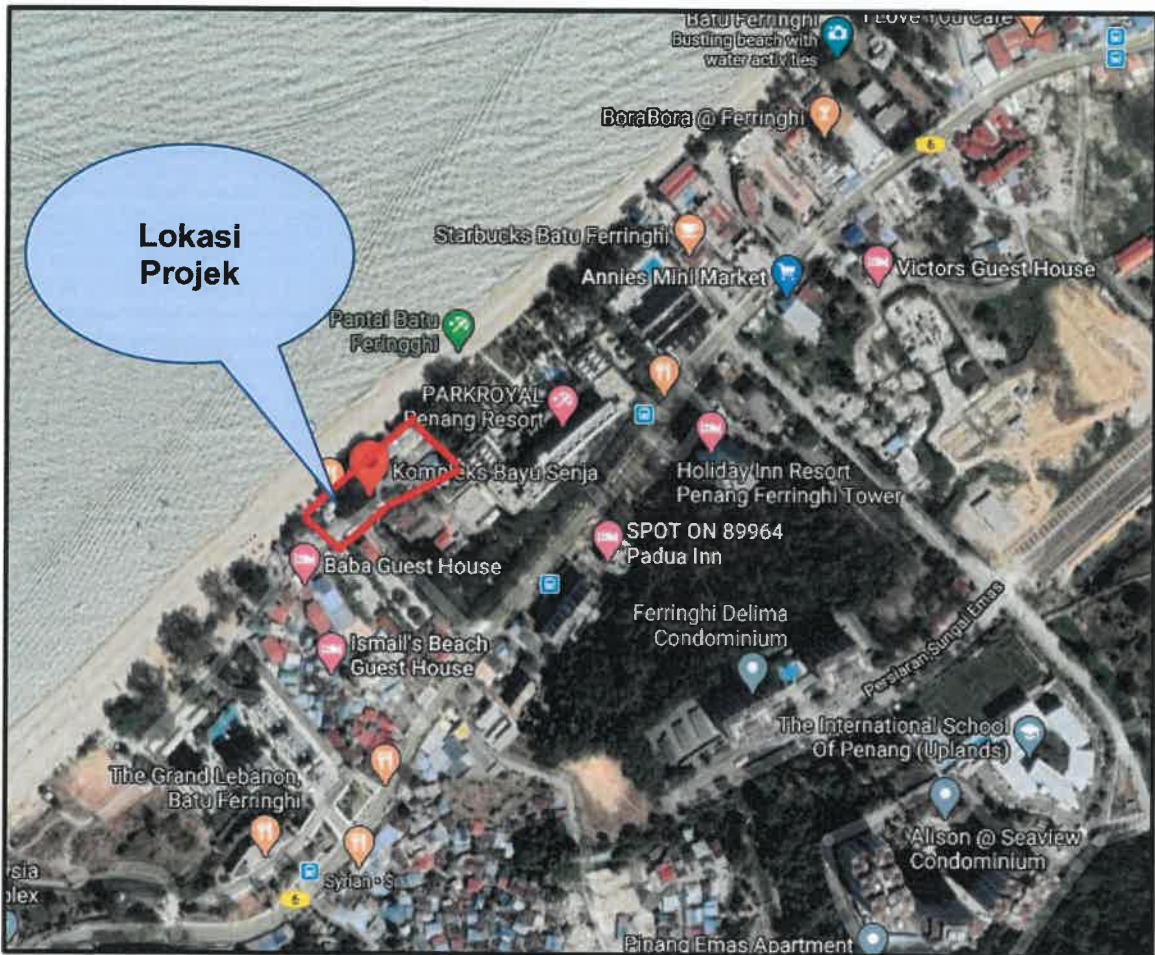 Batu Ferringhi
Bustling beach with
water activities
I Love You Cafe
6
BoraBora @ Ferringhi
Lokasi
Projek
Starbucks Batu Ferringhi
Annies Mini Market
Victors Guest House
Pantai Batu
Feringghi
PARKROYAL
Penang Resort
Kompleks Bayu Senja
Holiday Inn Resort
Penang Ferringhi Tower
SPOT ON 89964
Padua Inn
Baba Guest House
Ferringhi Delima
Condominium
Ismail's Beach
Guest House
Persiaran Sungai Emas
The International School
Of Penang (Uplands)
The Grand Lebanon,
Batu Ferringhi
Alison @ Seaview
Condominium
Syrian
6
Pinang Emas Apartment